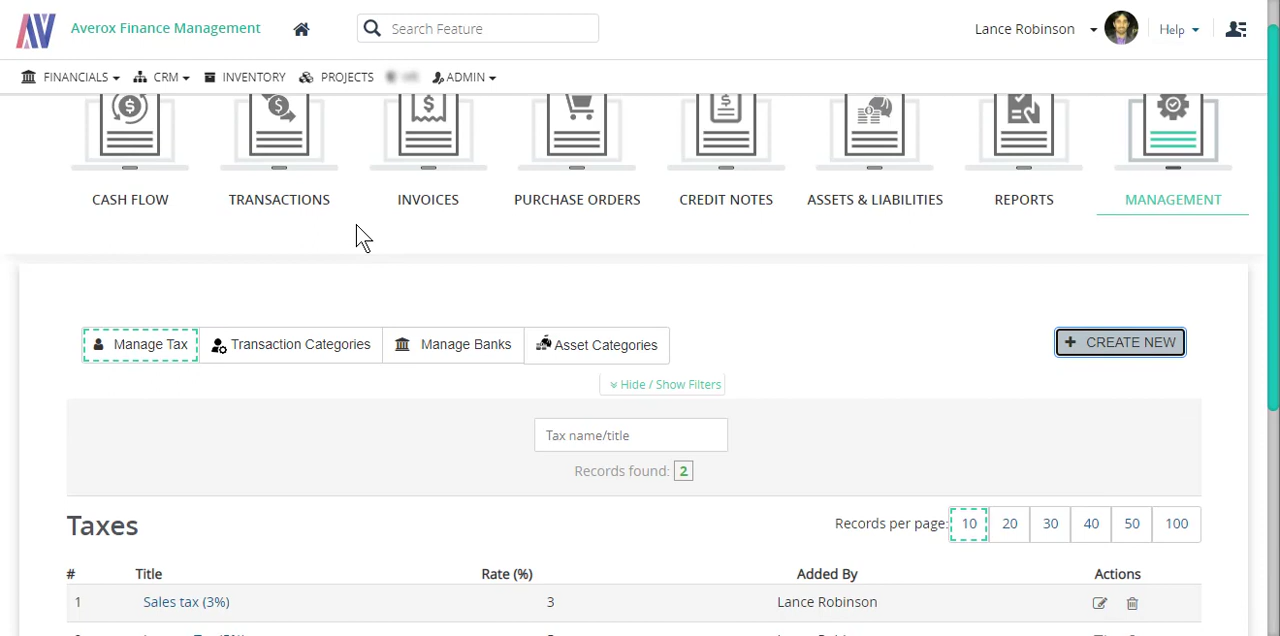 AV Averox Finance Management Search Feature Lance Robinson Help
FINANCIALS CRM INVENTORY PROJECTS ADMIN
CASH FLOW TRANSACTIONS INVOICES PURCHASE ORDERS CREDIT NOTES ASSETS & LIABILITIES REPORTS MANAGEMENT
Manage Tax Transaction Categories Manage Banks Asset Categories + CREATE NEW
Hide / Show Filters
Tax name/title
Records found: 2
Taxes Records per page: 10 20 30 40 50 100
# Title Rate (%) Added By Actions
1 Sales tax (3%) 3 Lance Robinson